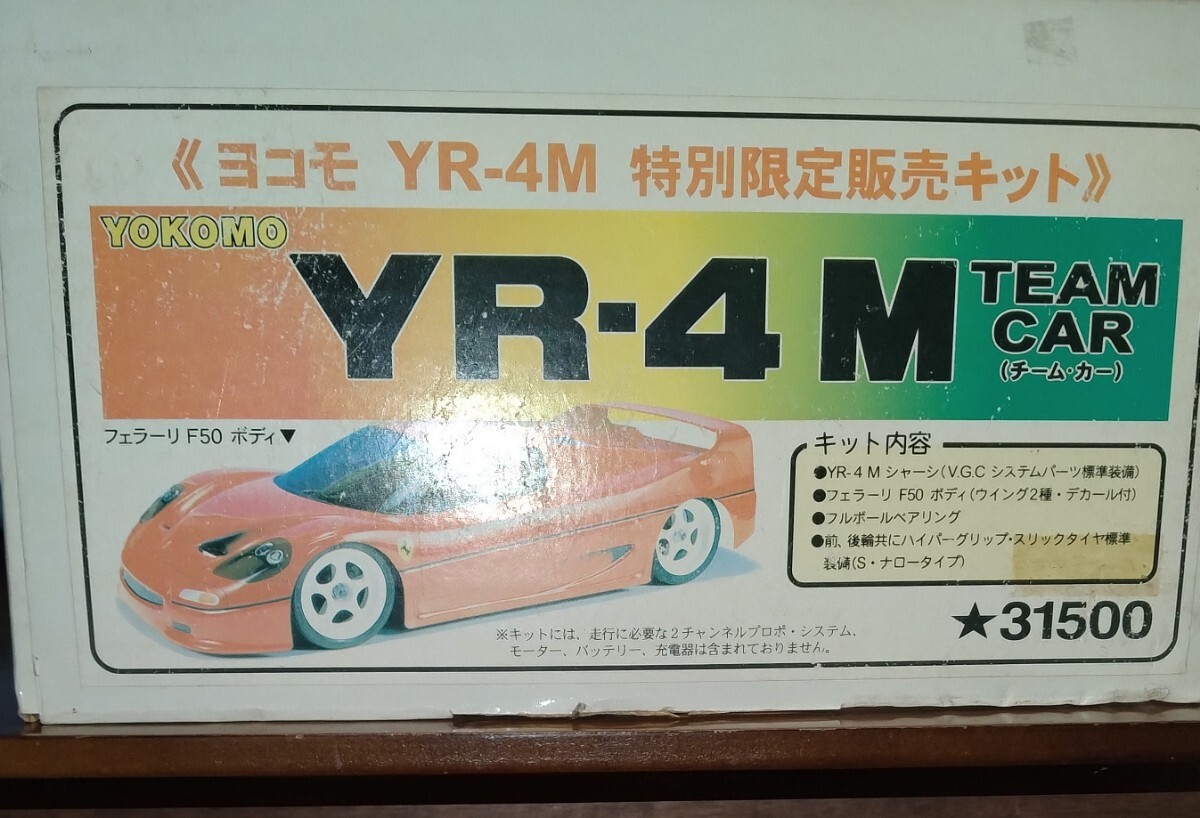 《ヨコモ YR-4M 特別限定販売キット》
YOKOMO
YR-4M
TEAM
CAR
(チーム・カー)
フェラーリ F50 ボディ▼
キット内容
●YR-4M シャーシ(V.G.C システムパーツ標準装備)
●フェラーリ F50 ボディ(ウイング2種・デカール付)
●フルボールベアリング
●前、後輪共にハイパーグリップ・スリックタイヤ標準
装備(S・ナロータイプ)
★31500
※キットには、走行に必要な2チャンネルプロポ・システム、
モーター、バッテリー、充電器は含まれておりません。